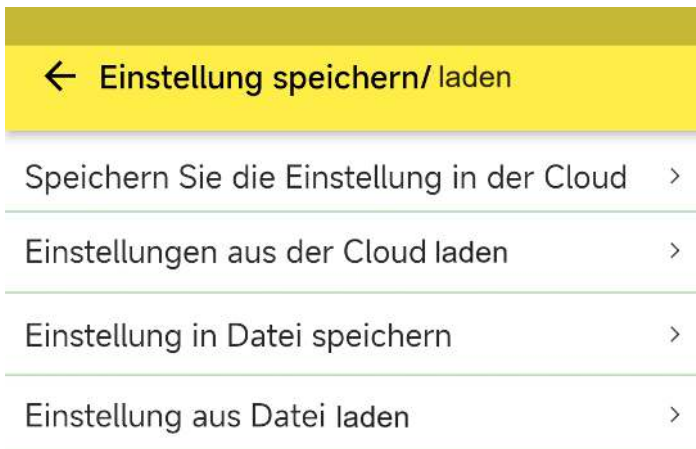 Einstellung speichern/ laden
Speichern Sie die Einstellung in der Cloud
Einstellungen aus der Cloud laden
Einstellung in Datei speichern
Einstellung aus Datei laden